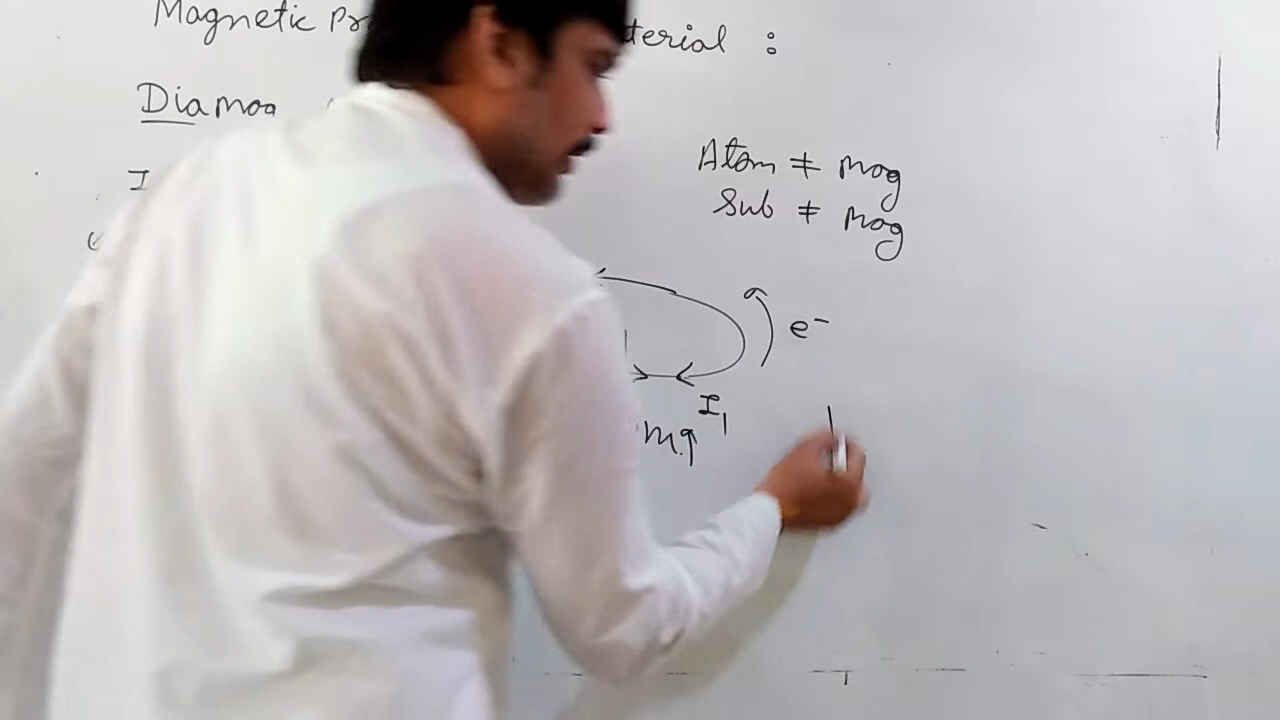 Magnetic Pr terial :
Diamag
I
Atom ≠ mag
Sub ≠ mag
e⁻
I₁
m↑